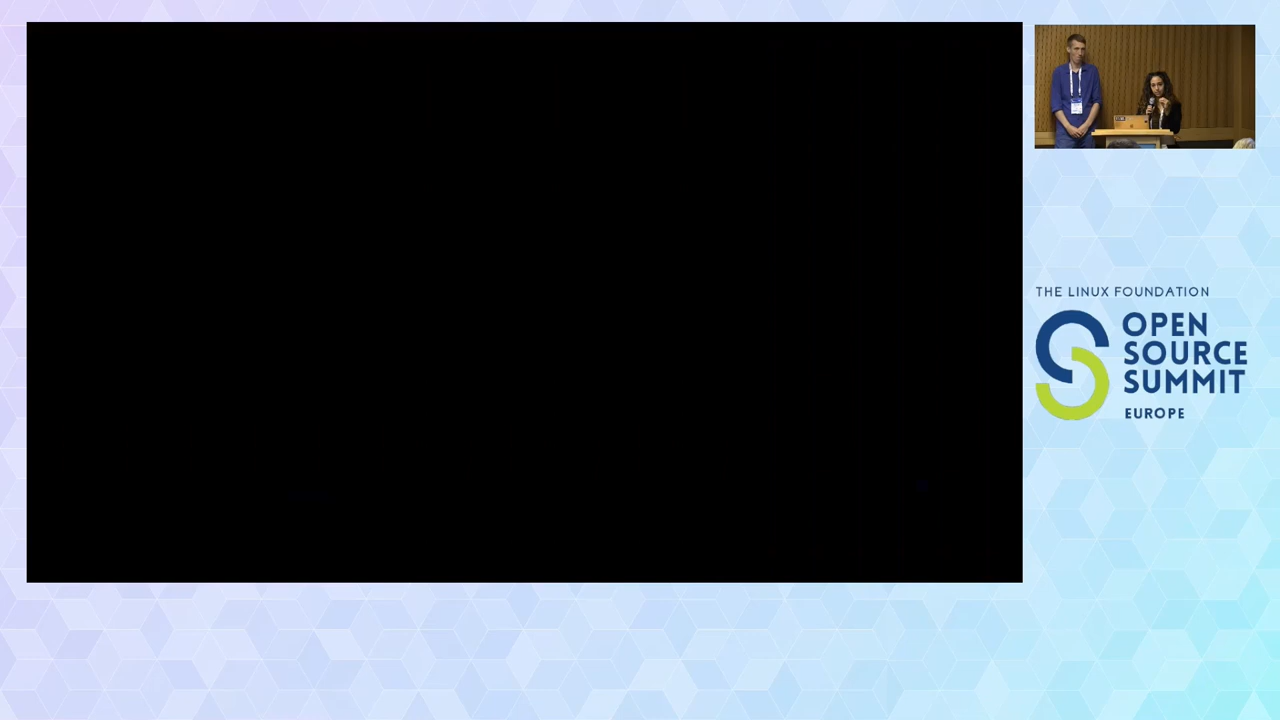 THE LINUX FOUNDATION
OPEN
SOURCE
SUMMIT
EUROPE